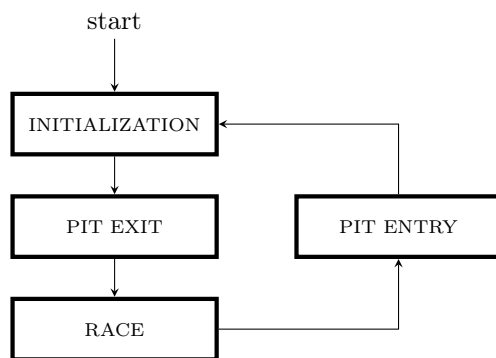 start
INITIALIZATION
PIT EXIT
PIT ENTRY
RACE